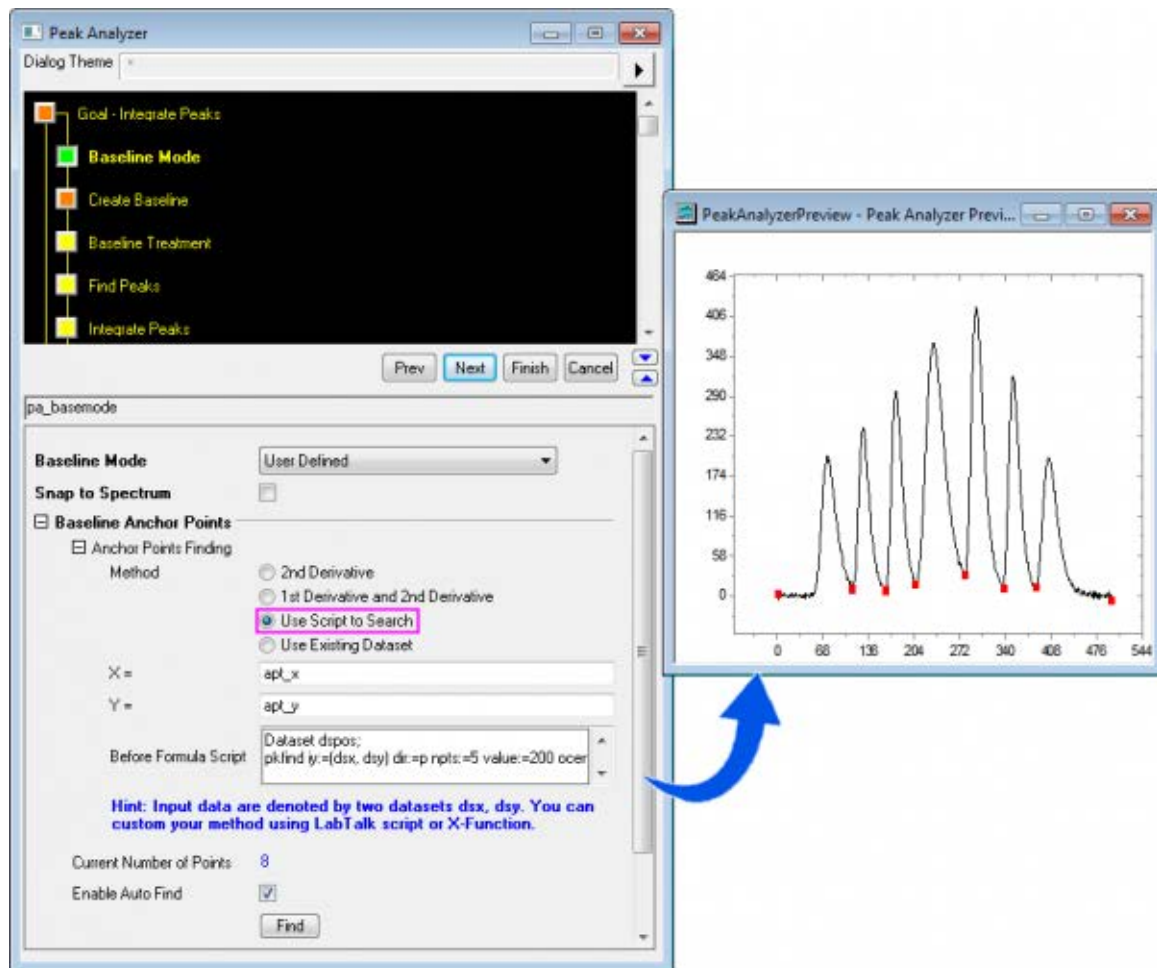 Peak Analyzer
Dialog Theme *
Goal - Integrate Peaks
Baseline Mode
Create Baseline
Baseline Treatment
Find Peaks
Integrate Peaks
Prev Next Finish Cancel
pa_basemode
Baseline Mode User Defined
Snap to Spectrum
Baseline Anchor Points
Anchor Points Finding
Method 2nd Derivative
1st Derivative and 2nd Derivative
Use Script to Search
Use Existing Dataset
X = apt_x
Y = apt_y
Before Formula Script
Dataset dspos;
pkfind iy:=(dsx, dsy) dir:=p npts:=5 value:=200 ocer
Hint: Input data are denoted by two datasets dsx, dsy. You can
custom your method using LabTalk script or X-Function.
Current Number of Points 8
Enable Auto Find
Find
PeakAnalyzerPreview - Peak Analyzer Previ...
464
406
348
290
232
174
116
58
0
0 68 136 204 272 340 408 476 544